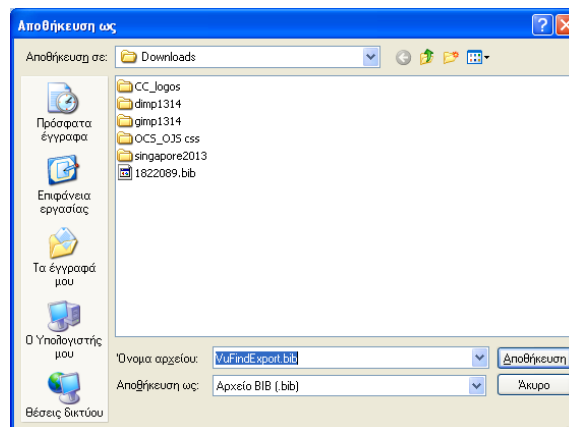 Αποθήκευση ως
Αποθήκευση σε:
Downloads
Πρόσφατα
έγγραφα
Επιφάνεια
εργασίας
Τα έγγραφά
μου
Ο Υπολογιστής
μου
Θέσεις δικτύου
CC_logos
dimp1314
gimp1314
OCS_OJS css
singapore2013
1822089.bib
Όνομα αρχείου:
VuFindExport.bib
Αποθήκευση
Αποθήκευση ως:
Αρχείο BIB (.bib)
Άκυρο